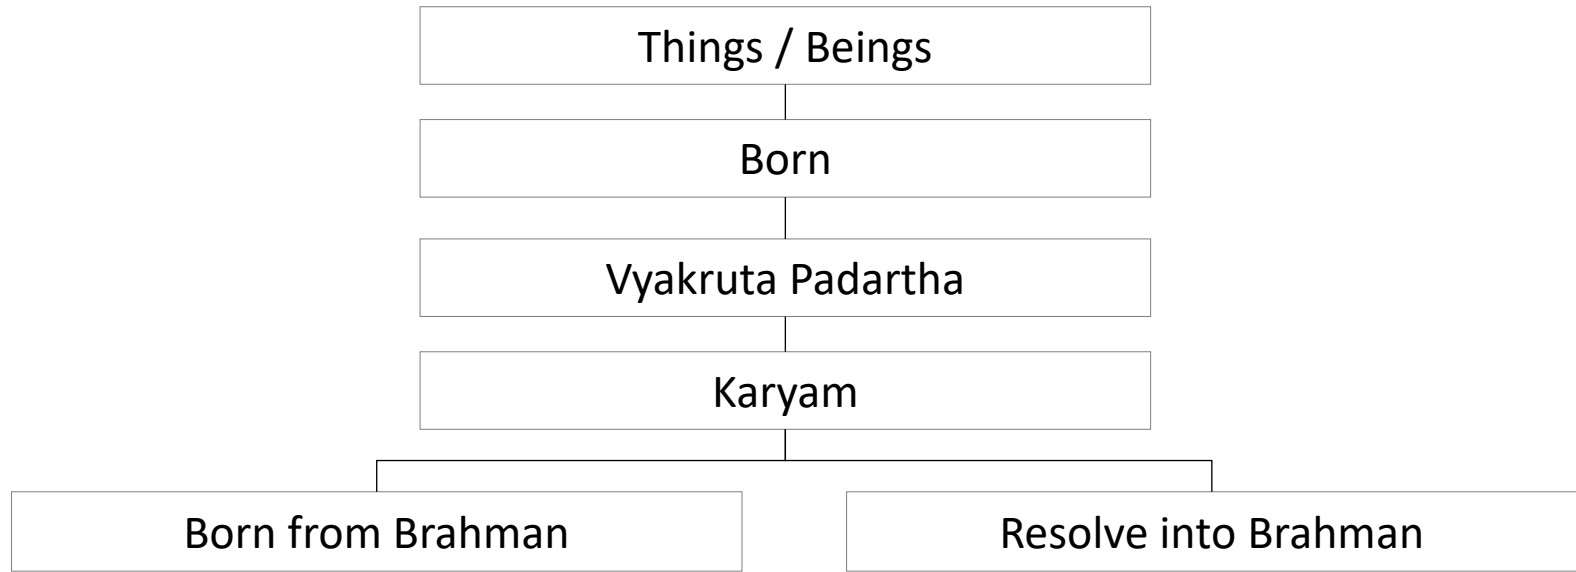 Things / Beings
Born
Vyakruta Padartha
Karyam
Born from Brahman
Resolve into Brahman